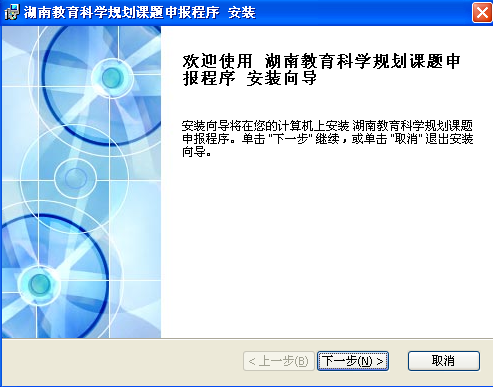 湖南教育科学规划课题申报程序 安装
欢迎使用 湖南教育科学规划课题申
报程序 安装向导
安装向导将在您的计算机上安装 湖南教育科学规划课题
申报程序。单击 "下一步" 继续，或单击 "取消" 退出安装
向导。
< 上一步(B)
下一步(N) >
取消